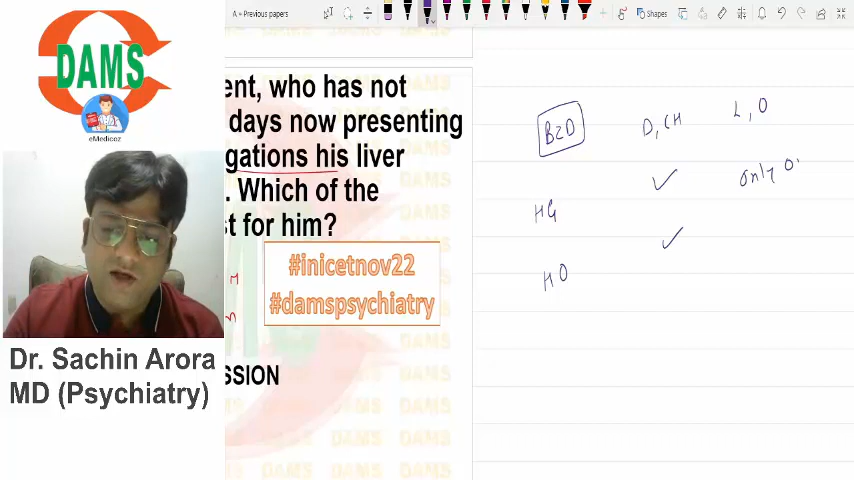 A = Previous papers
Shapes
DAMS
eMedicoz
ent, who has not
days now presenting
gations his liver
. Which of the
st for him?
#inicetnov22
#damspsychiatry
M
n
SSION
BZD D, CH L, O
HG only O
HO
Dr. Sachin Arora
MD (Psychiatry)